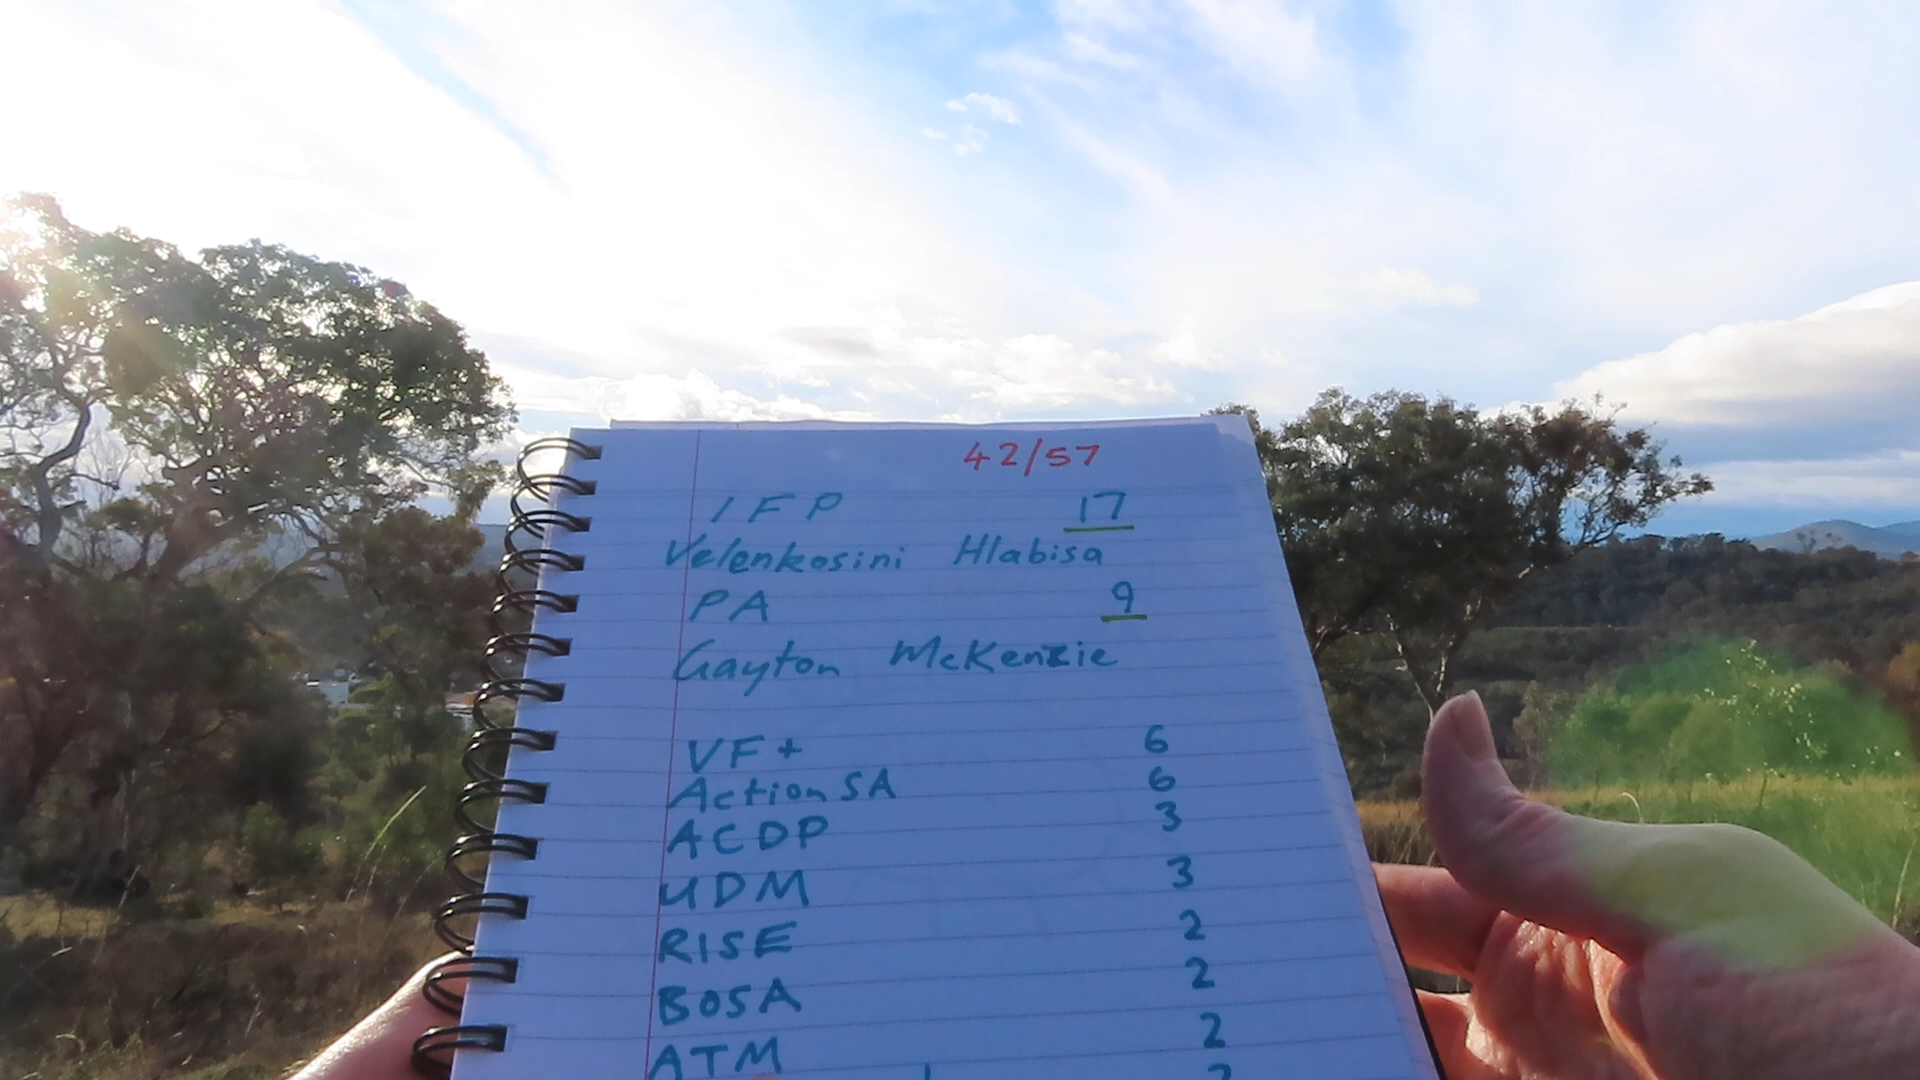 42/57
IFP 17
Velenkosini Hlabisa
PA 9
Gayton McKenzie
VF+ 6
ActionSA 6
ACDP 3
UDM 3
RISE 2
BOSA 2
ATM 2